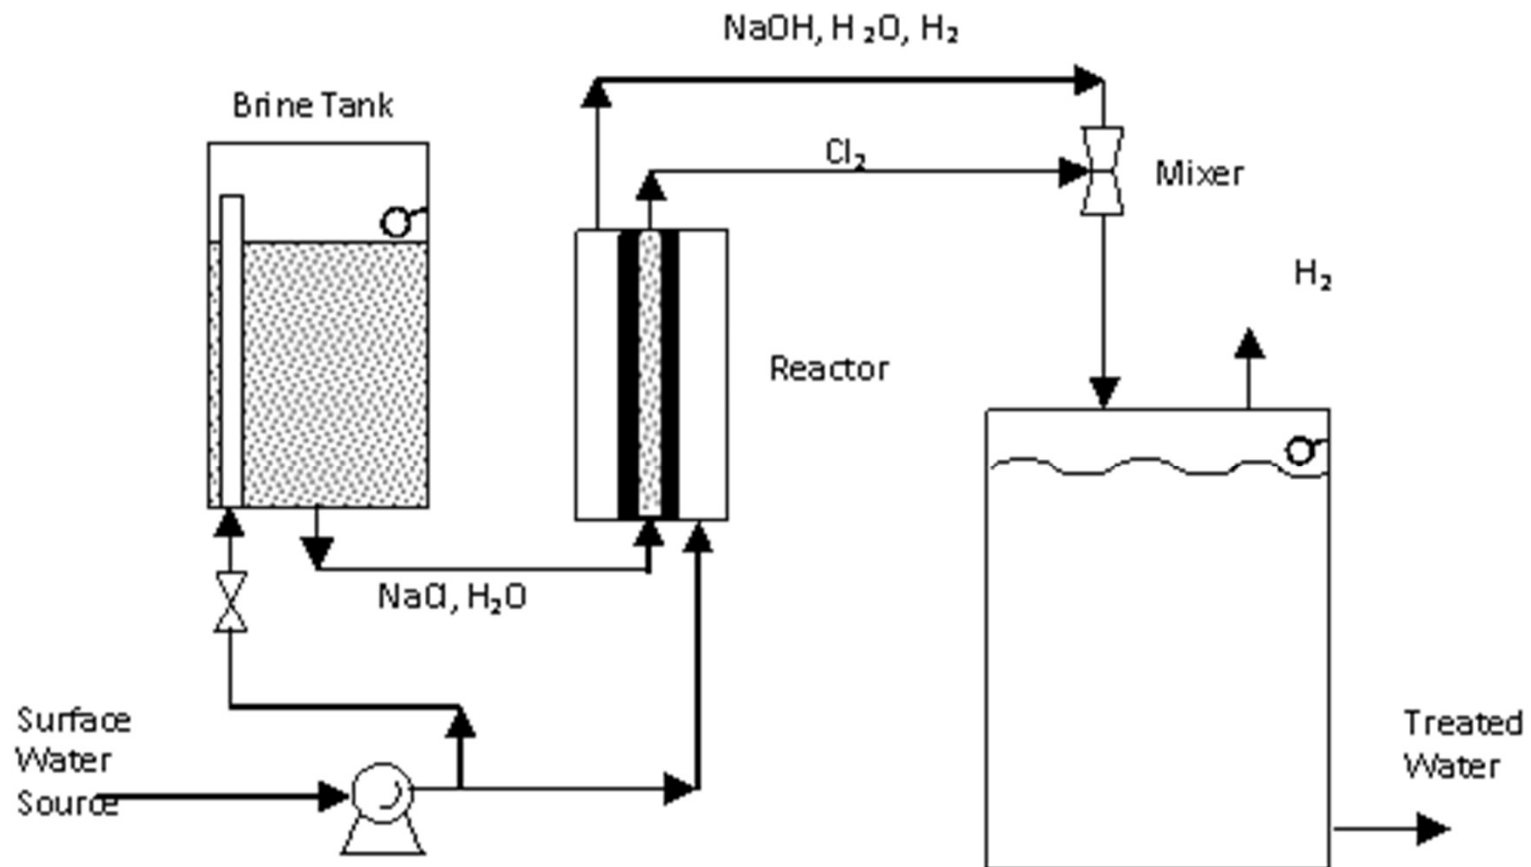 NaOH, H₂O, H₂
Brine Tank
Cl₂
Mixer
H₂
Reactor
NaCl, H₂O
Surface
Water
Source
Treated
Water